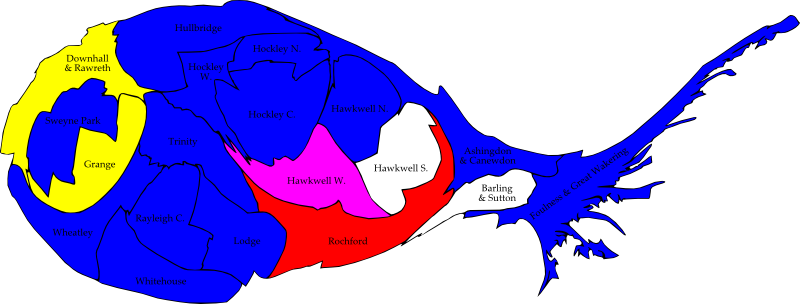 Hullbridge
Hockley N.
Downhall
& Rawreth
Hockley
W.
Hawkwell N.
Hockley C.
Sweyne Park
Trinity
Ashingdon
& Canewdon
Grange
Hawkwell S.
Hawkwell W.
Barling
& Sutton
Foulness & Great Wakering
Rayleigh C.
Wheatley
Lodge
Rochford
Whitehouse